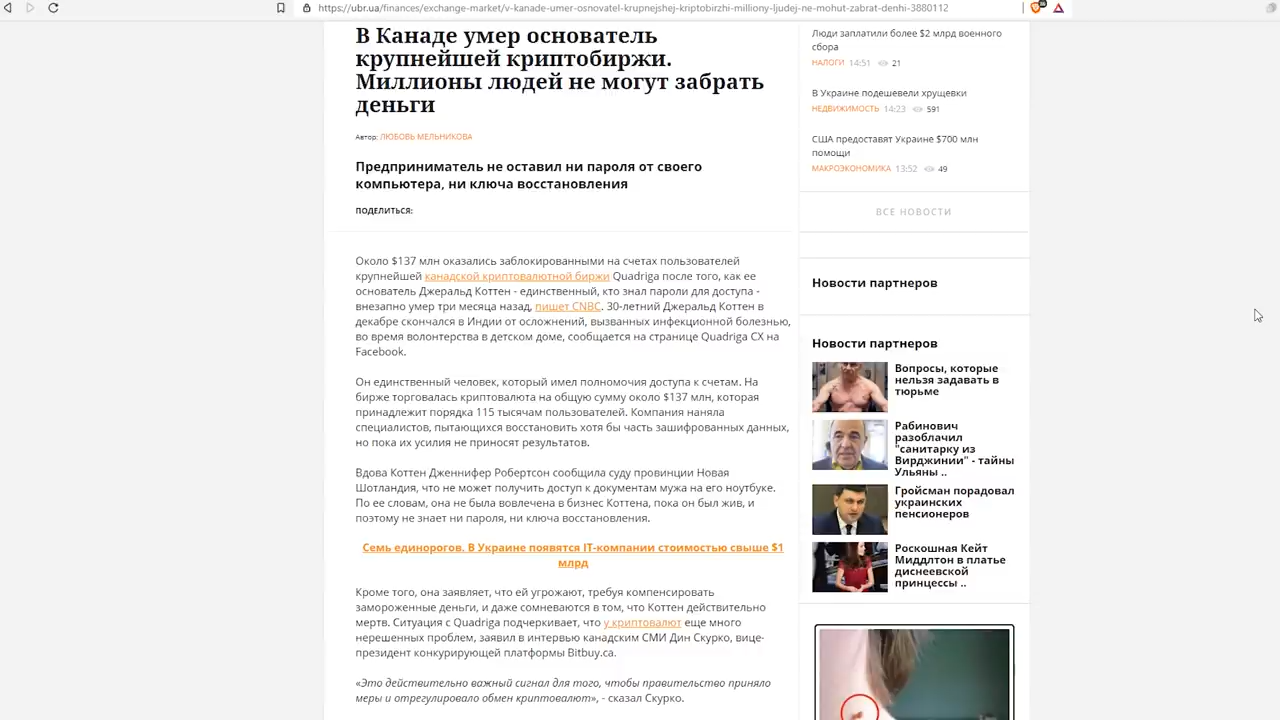 https://ubr.ua/finances/exchange-market/v-kanade-umer-osnovatel-krupnejshej-kriptobirzhi-milliony-ljudej-ne-mohut-zabrat-denhi-3880112
В Канаде умер основатель
крупнейшей криптобиржи.
Миллионы людей не могут забрать
деньги
Автор: ЛЮБОВЬ МЕЛЬНИКОВА
Предприниматель не оставил ни пароля от своего
компьютера, ни ключа восстановления
ПОДЕЛИТЬСЯ:
Около $137 млн оказались заблокированными на счетах пользователей
крупнейшей канадской криптовалютной биржи Quadriga после того, как ее
основатель Джеральд Коттен - единственный, кто знал пароли для доступа -
внезапно умер три месяца назад, пишет CNBC. 30-летний Джеральд Коттен в
декабре скончался в Индии от осложнений, вызванных инфекционной болезнью,
во время волонтерства в детском доме, сообщается на странице Quadriga CX на
Facebook.
Он единственный человек, который имел полномочия доступа к счетам. На
бирже торговалась криптовалюта на общую сумму около $137 млн, которая
принадлежит порядка 115 тысячам пользователей. Компания наняла
специалистов, пытающихся восстановить хотя бы часть зашифрованных данных,
но пока их усилия не приносят результатов.
Вдова Коттен Дженнифер Робертсон сообщила суду провинции Новая
Шотландия, что не может получить доступ к документам мужа на его ноутбуке.
По ее словам, она не была вовлечена в бизнес Коттена, пока он был жив, и
поэтому не знает ни пароля, ни ключа восстановления.
Семь единорогов. В Украине появятся IT-компании стоимостью свыше $1
млрд
Кроме того, она заявляет, что ей угрожают, требуя компенсировать
замороженные деньги, и даже сомневаются в том, что Коттен действительно
мертв. Ситуация с Quadriga подчеркивает, что у криптовалют еще много
нерешенных проблем, заявил в интервью канадским СМИ Дин Скурко, вице-
президент конкурирующей платформы Bitbuy.ca.
«Это действительно важный сигнал для того, чтобы правительство приняло
меры и отрегулировало обмен криптовалют», - сказал Скурко.
Люди заплатили более $2 млрд военного
сбора
НАЛОГИ 14:51 21
В Украине подешевели хрущевки
НЕДВИЖИМОСТЬ 14:23 591
США предоставят Украине $700 млн
помощи
МАКРОЭКОНОМИКА 13:52 49
ВСЕ НОВОСТИ
Новости партнеров
Новости партнеров
Вопросы, которые
нельзя задавать в
тюрьме
Рабинович
разоблачил
"санитарку из
Вирджинии" - тайны
Ульяны ..
Гройсман порадовал
украинских
пенсионеров
Роскошная Кейт
Миддлтон в платье
диснеевской
принцессы ..